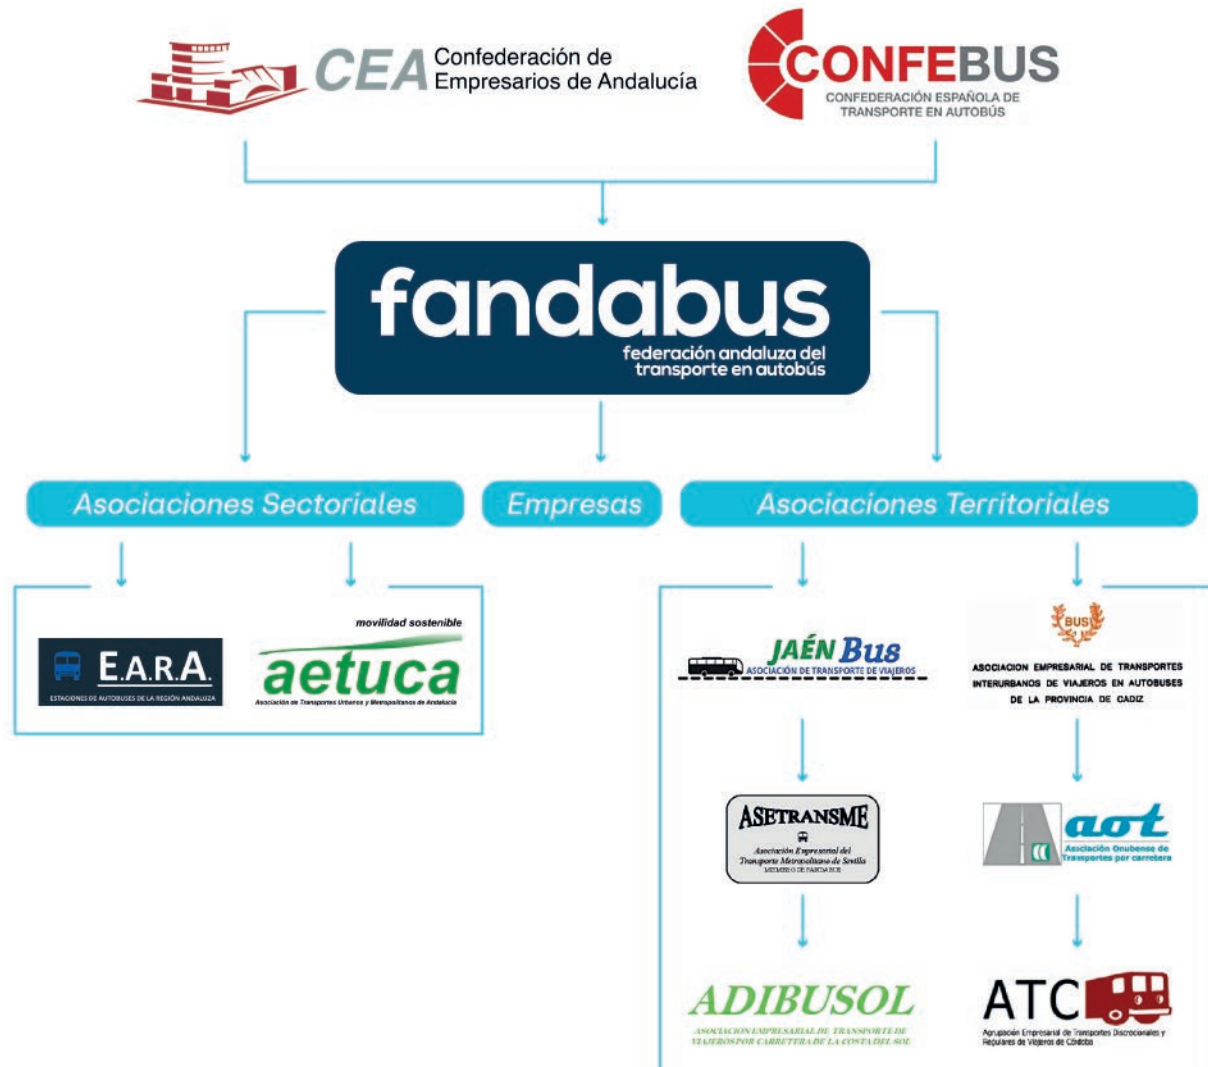 CEA Confederación de
Empresarios de Andalucía
CONFEBUS
CONFEDERACIÓN ESPAÑOLA DE
TRANSPORTE EN AUTOBÚS
fandabus
federación andaluza del
transporte en autobús
Asociaciones Sectoriales
Empresas
Asociaciones Territoriales
E.A.R.A.
ESTACIONES DE AUTOBUSES DE LA REGIÓN ANDALUZA
movilidad sostenible
aetuca
Asociación de Transportes Urbanos y Metropolitanos de Andalucía
JAÉN Bus
ASOCIACIÓN DE TRANSPORTE DE VIAJEROS
BUS
ASOCIACION EMPRESARIAL DE TRANSPORTES
INTERURBANOS DE VIAJEROS EN AUTOBUSES
DE LA PROVINCIA DE CADIZ
ASETRANSME
Asociación Empresarial del
Transporte Metropolitano de Sevilla
MIEMBRO DE FANDABUS
aot
Asociación Onubense de
Transportes por carretera
ADIBUSOL
ASOCIACIÓN EMPRESARIAL DE TRANSPORTE DE
VIAJEROS POR CARRETERA DE LA COSTA DEL SOL
ATC
Agrupación Empresarial de Transportes Discrecionales y
Regulares de Viajeros de Córdoba